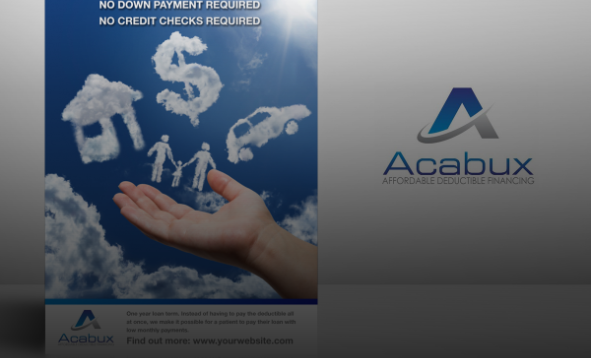 NO DOWN PAYMENT REQUIRED
NO CREDIT CHECKS REQUIRED
$
Acabux
AFFORDABLE DEDUCTIBLE FINANCING
One year loan term. Instead of having to pay the deductible all
at once, we make it possible for a patient to pay their loan with
low monthly payments.
Find out more: www.yourwebsite.com
Acabux